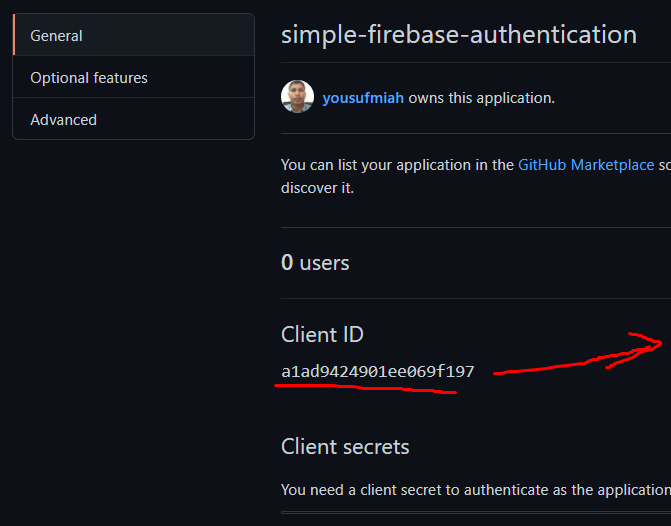 General
Optional features
Advanced
simple-firebase-authentication
yousufmiah owns this application.
You can list your application in the GitHub Marketplace so
discover it.
0 users
Client ID
a1ad9424901ee069f197
Client secrets
You need a client secret to authenticate as the application